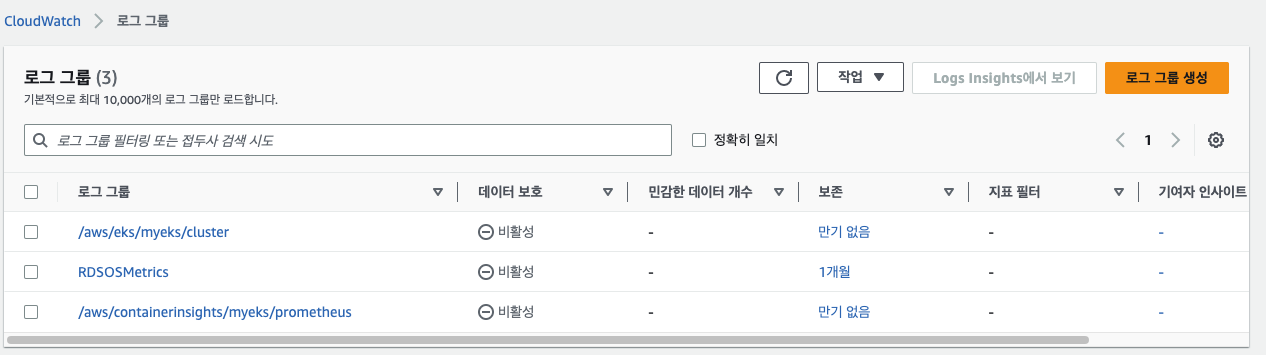 CloudWatch > 로그 그룹
로그 그룹 (3)
기본적으로 최대 10,000개의 로그 그룹만 로드합니다.
작업 ▼
Logs Insights에서 보기
로그 그룹 생성
로그 그룹 필터링 또는 접두사 검색 시도
정확히 일치
1
로그 그룹 데이터 보호 민감한 데이터 개수 보존 지표 필터 기여자 인사이트
/aws/eks/myeks/cluster 비활성 - 만기 없음 - -
RDSOSMetrics 비활성 - 1개월 - -
/aws/containerinsights/myeks/prometheus 비활성 - 만기 없음 - -